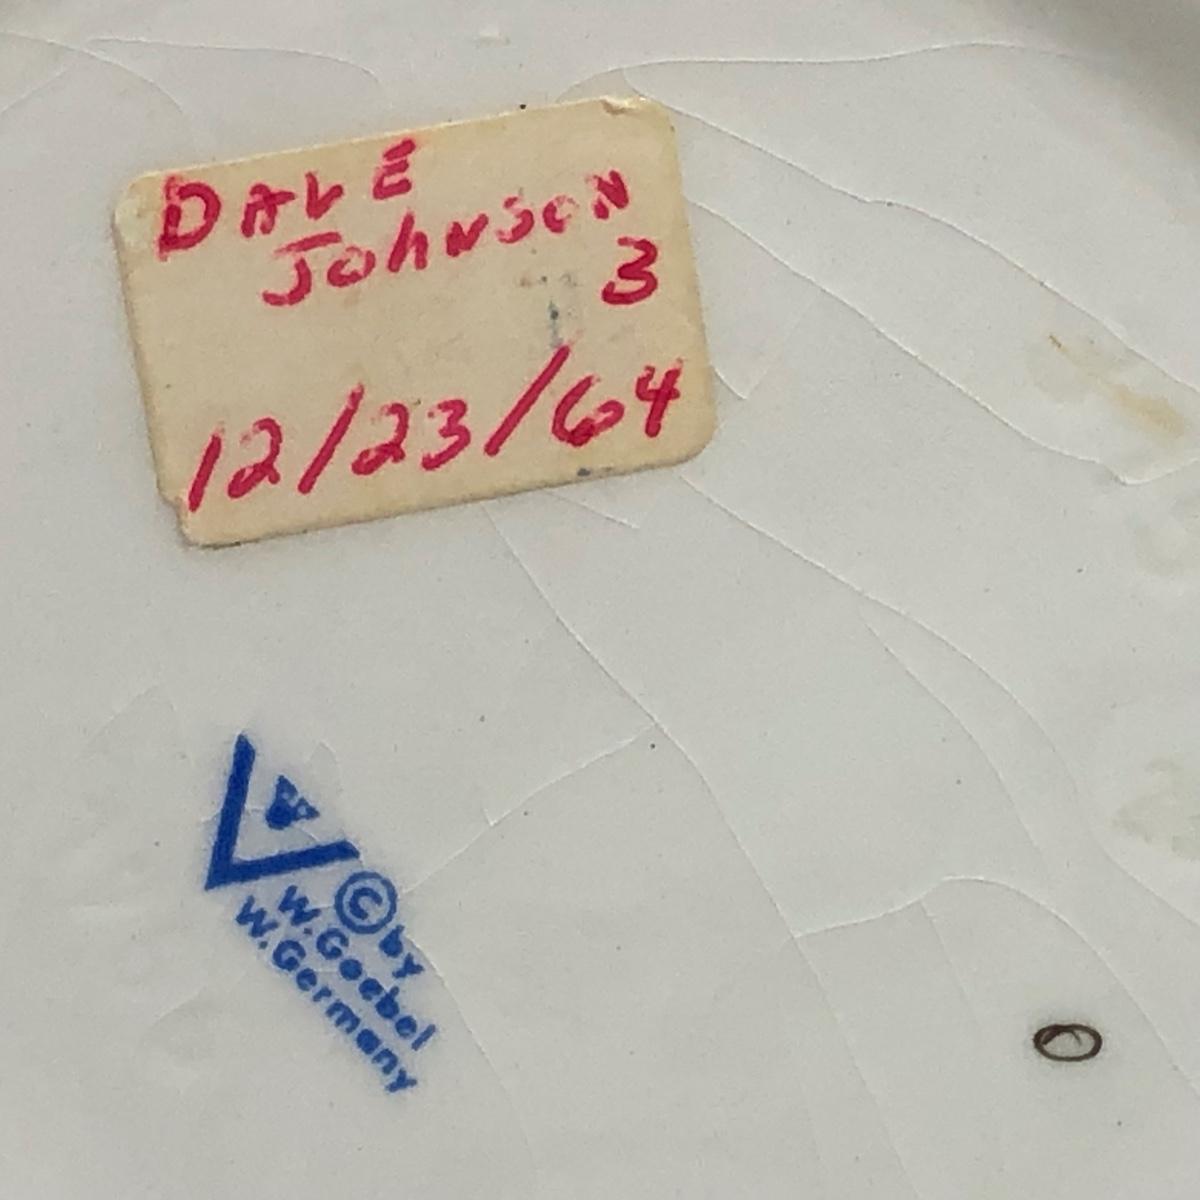 DAVE
JOHNSON
3
12/23/64
© by
W. Goebel
W. Germany